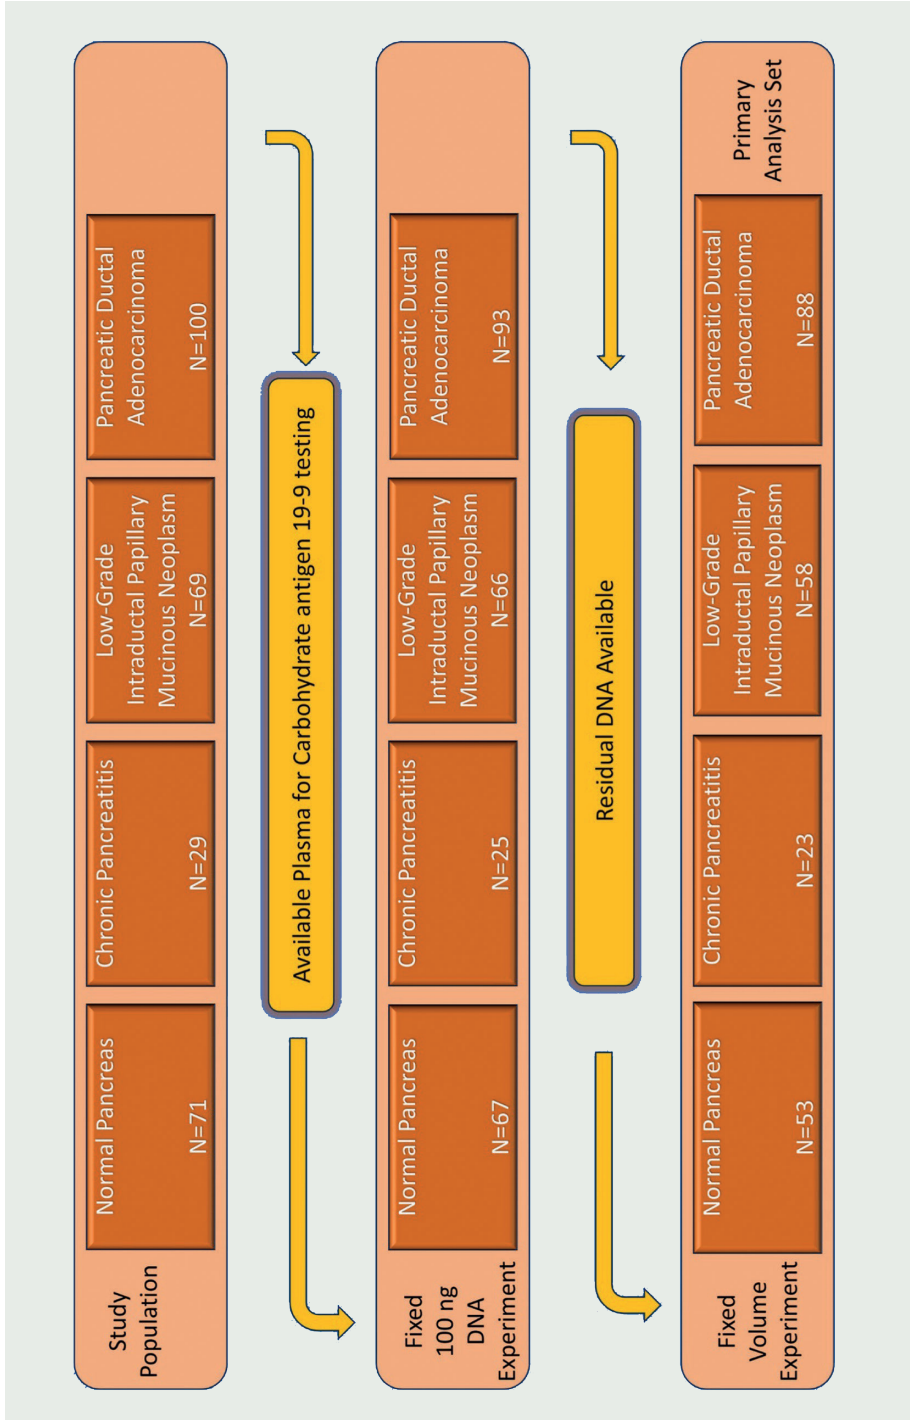 Study
Population
Normal Pancreas
N=71
Chronic Pancreatitis
N=29
Low-Grade
Intraductal Papillary
Mucinous Neoplasm
N=69
Pancreatic Ductal
Adenocarcinoma
N=100
Available Plasma for Carbohydrate antigen 19-9 testing
Fixed
100 ng
DNA
Experiment
Normal Pancreas
N=67
Chronic Pancreatitis
N=25
Low-Grade
Intraductal Papillary
Mucinous Neoplasm
N=66
Pancreatic Ductal
Adenocarcinoma
N=93
Residual DNA Available
Fixed
Volume
Experiment
Normal Pancreas
N=53
Chronic Pancreatitis
N=23
Low-Grade
Intraductal Papillary
Mucinous Neoplasm
N=58
Pancreatic Ductal
Adenocarcinoma
N=88
Primary
Analysis Set